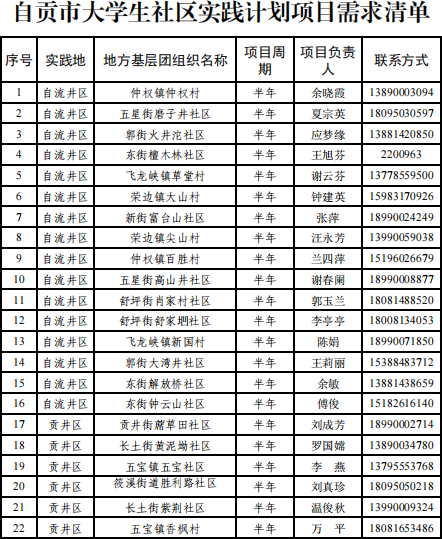 自贡市大学生社区实践计划项目需求清单
序号 实践地 地方基层团组织名称 项目周期 项目负责人 联系方式
1 自流井区 仲权镇仲权村 半年 余晓霞 13890003094
2 自流井区 五星街磨子井社区 半年 夏宗英 18095030597
3 自流井区 郭街火井沱社区 半年 应梦缘 13881420850
4 自流井区 东街檀木林社区 半年 王旭芬 2200963
5 自流井区 飞龙峡镇草堂村 半年 谢云芬 13778559500
6 自流井区 荣边镇大山村 半年 钟建英 15983170926
7 自流井区 新街富台山社区 半年 张萍 18990024249
8 自流井区 荣边镇尖山村 半年 汪永芳 13990059038
9 自流井区 仲权镇百胜村 半年 兰四萍 15196026679
10 自流井区 五星街高山井社区 半年 谢春阑 18990008877
11 自流井区 舒坪街肖家村社区 半年 郭玉兰 18081488520
12 自流井区 舒坪街舒家坝社区 半年 李亭亭 18008134053
13 自流井区 飞龙峡镇新国村 半年 陈娟 18990071850
14 自流井区 郭街大湾井社区 半年 王莉丽 15388483712
15 自流井区 东街解放桥社区 半年 余敏 13881438659
16 自流井区 东街钟云山社区 半年 傅俊 15182616140
17 贡井区 贡井街蓆草田社区 半年 刘成芳 18990002714
18 贡井区 长土街黄泥坳社区 半年 罗国嫦 13890034780
19 贡井区 五宝镇五宝社区 半年 李 燕 13795553768
20 贡井区 筱溪街道胜利路社区 半年 刘真珍 18095050218
21 贡井区 长土街紫荆社区 半年 温俊秋 13990009324
22 贡井区 五宝镇香枫村 半年 万 平 18081653486